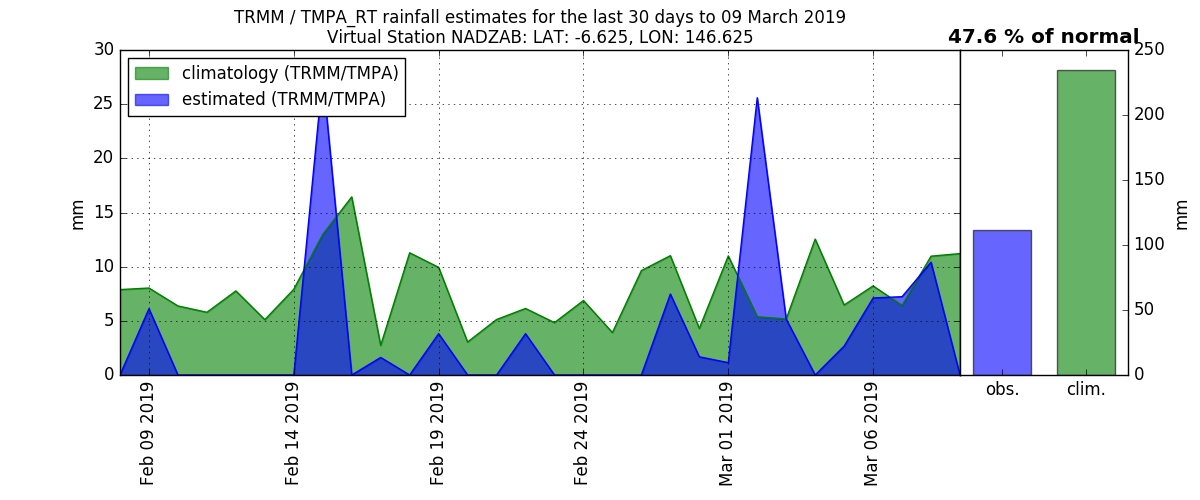 TRMM / TMPA_RT rainfall estimates for the last 30 days to 09 March 2019
Virtual Station NADZAB: LAT: -6.625, LON: 146.625
47.6 % of normal
climatology (TRMM/TMPA)
estimated (TRMM/TMPA)
30
25
20
15
10
5
0
mm
Feb 09 2019
Feb 14 2019
Feb 19 2019
Feb 24 2019
Mar 01 2019
Mar 06 2019
obs.
clim.
250
200
150
100
50
0
mm